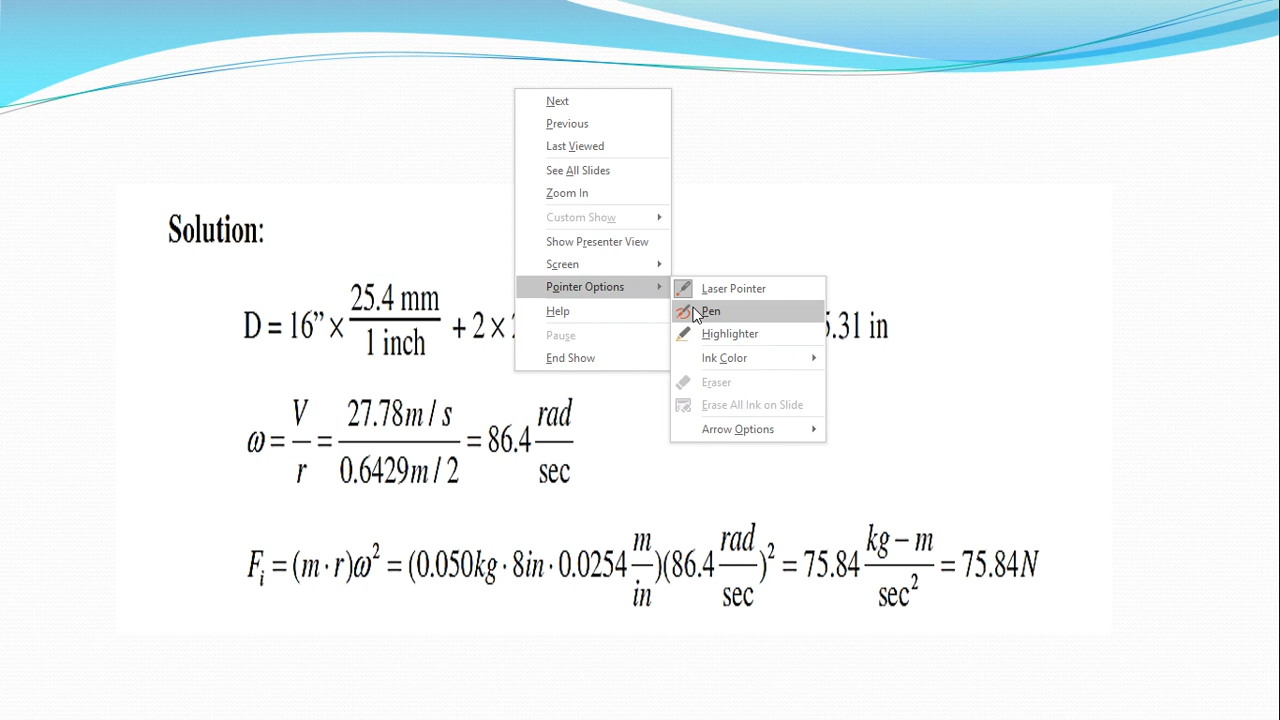 Next
Previous
Last Viewed
See All Slides
Zoom In
Custom Show
Show Presenter View
Screen
Pointer Options
Help
Pause
End Show
Laser Pointer
Pen
Highlighter
Ink Color
Eraser
Erase All Ink on Slide
Arrow Options
Solution:
D = 16” × 25.4 mm / 1 inch + 2 × .31 in
ω = V/r = 27.78m/s / 0.6429m/2 = 86.4 rad/sec
F_i = (m·r)ω² = (0.050kg·8in·0.0254 m/in)(86.4 rad/sec)² = 75.84 kg−m/sec² = 75.84N